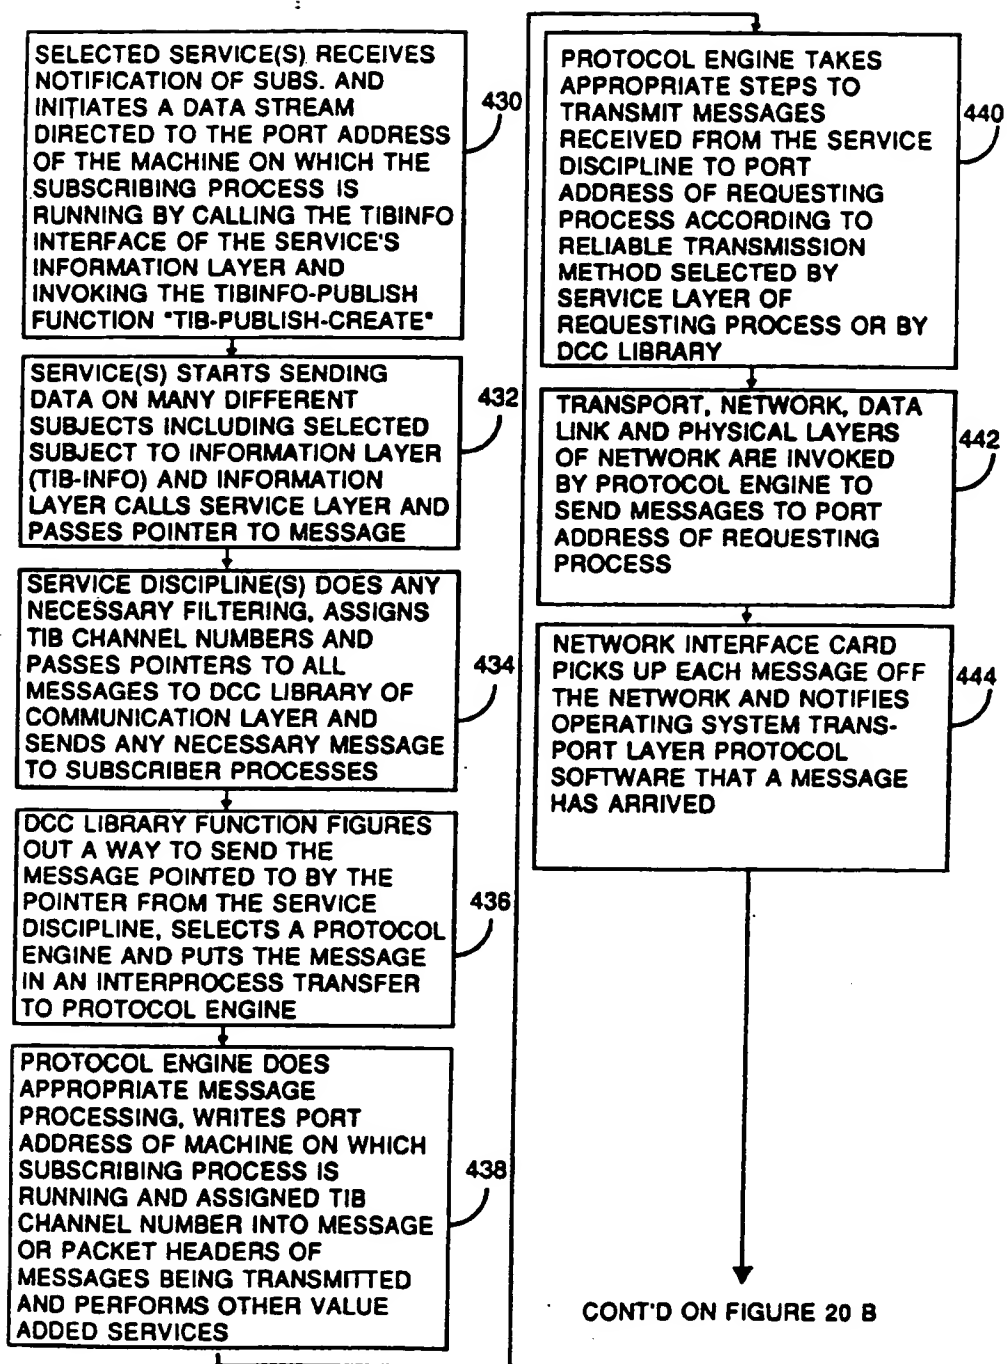 SELECTED SERVICE(S) RECEIVES
NOTIFICATION OF SUBS. AND
INITIATES A DATA STREAM
DIRECTED TO THE PORT ADDRESS
OF THE MACHINE ON WHICH THE
SUBSCRIBING PROCESS IS
RUNNING BY CALLING THE TIBINFO
INTERFACE OF THE SERVICE'S
INFORMATION LAYER AND
INVOKING THE TIBINFO-PUBLISH
FUNCTION "TIB-PUBLISH-CREATE"
430
SERVICE(S) STARTS SENDING
DATA ON MANY DIFFERENT
SUBJECTS INCLUDING SELECTED
SUBJECT TO INFORMATION LAYER
(TIB-INFO) AND INFORMATION
LAYER CALLS SERVICE LAYER AND
PASSES POINTER TO MESSAGE
432
SERVICE DISCIPLINE(S) DOES ANY
NECESSARY FILTERING, ASSIGNS
TIB CHANNEL NUMBERS AND
PASSES POINTERS TO ALL
MESSAGES TO DCC LIBRARY OF
COMMUNICATION LAYER AND
SENDS ANY NECESSARY MESSAGE
TO SUBSCRIBER PROCESSES
434
DCC LIBRARY FUNCTION FIGURES
OUT A WAY TO SEND THE
MESSAGE POINTED TO BY THE
POINTER FROM THE SERVICE
DISCIPLINE, SELECTS A PROTOCOL
ENGINE AND PUTS THE MESSAGE
IN AN INTERPROCESS TRANSFER
TO PROTOCOL ENGINE
436
PROTOCOL ENGINE DOES
APPROPRIATE MESSAGE
PROCESSING, WRITES PORT
ADDRESS OF MACHINE ON WHICH
SUBSCRIBING PROCESS IS
RUNNING AND ASSIGNED TIB
CHANNEL NUMBER INTO MESSAGE
OR PACKET HEADERS OF
MESSAGES BEING TRANSMITTED
AND PERFORMS OTHER VALUE
ADDED SERVICES
438
PROTOCOL ENGINE TAKES
APPROPRIATE STEPS TO
TRANSMIT MESSAGES
RECEIVED FROM THE SERVICE
DISCIPLINE TO PORT
ADDRESS OF REQUESTING
PROCESS ACCORDING TO
RELIABLE TRANSMISSION
METHOD SELECTED BY
SERVICE LAYER OF
REQUESTING PROCESS OR BY
DCC LIBRARY
440
TRANSPORT, NETWORK, DATA
LINK AND PHYSICAL LAYERS
OF NETWORK ARE INVOKED
BY PROTOCOL ENGINE TO
SEND MESSAGES TO PORT
ADDRESS OF REQUESTING
PROCESS
442
NETWORK INTERFACE CARD
PICKS UP EACH MESSAGE OFF
THE NETWORK AND NOTIFIES
OPERATING SYSTEM TRANS-
PORT LAYER PROTOCOL
SOFTWARE THAT A MESSAGE
HAS ARRIVED
444
CONT'D ON FIGURE 20 B